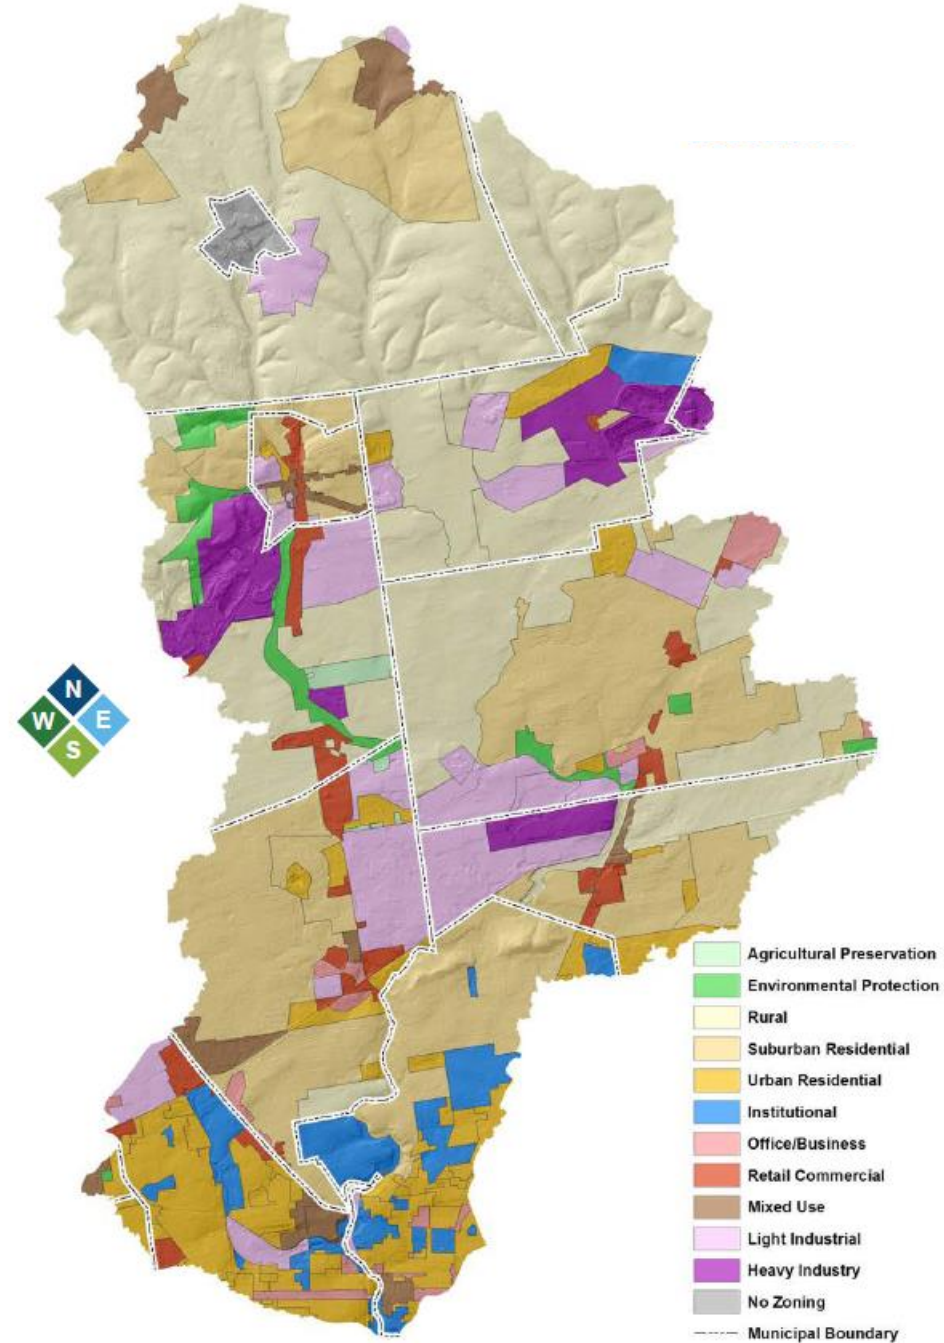 N
W E
S
Agricultural Preservation
Environmental Protection
Rural
Suburban Residential
Urban Residential
Institutional
Office/Business
Retail Commercial
Mixed Use
Light Industrial
Heavy Industry
No Zoning
Municipal Boundary